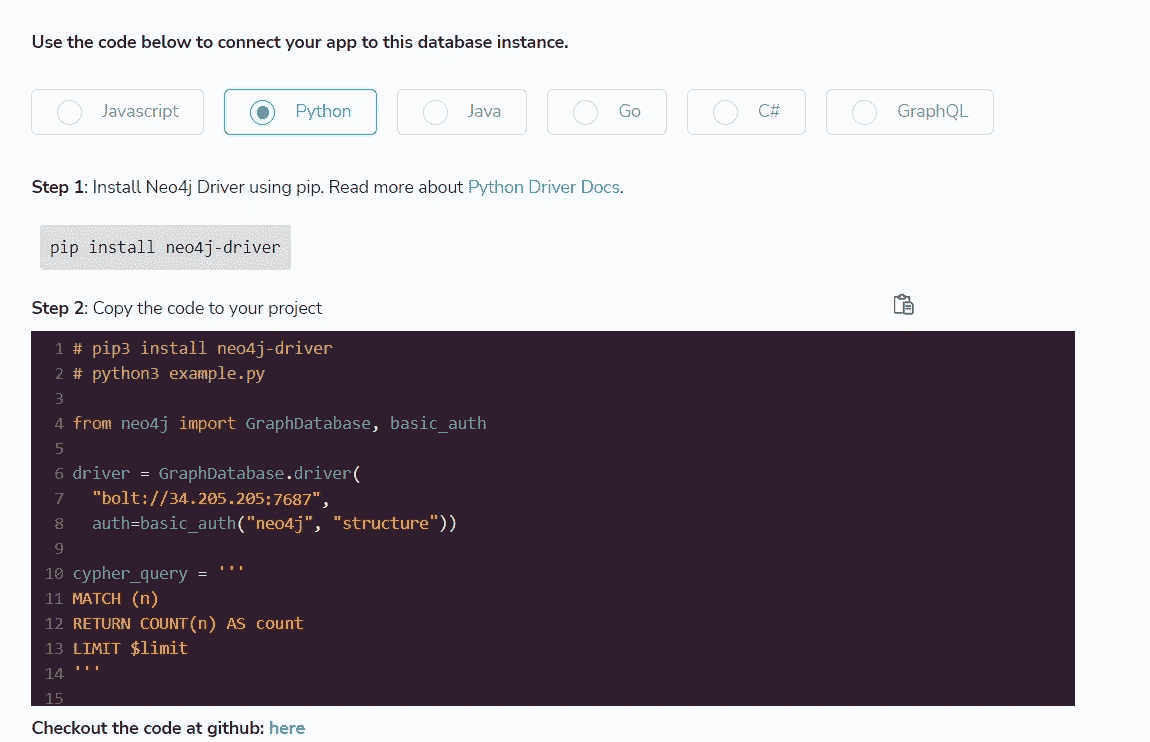 Use the code below to connect your app to this database instance.
Javascript Python Java Go C# GraphQL
Step 1: Install Neo4j Driver using pip. Read more about Python Driver Docs.
pip install neo4j-driver
Step 2: Copy the code to your project
1 # pip3 install neo4j-driver
2 # python3 example.py
3
4 from neo4j import GraphDatabase, basic_auth
5
6 driver = GraphDatabase.driver(
7   "bolt://34.205.205:7687",
8   auth=basic_auth("neo4j", "structure"))
9
10 cypher_query = '''
11 MATCH (n)
12 RETURN COUNT(n) AS count
13 LIMIT $limit
14 '''
15
Checkout the code at github: here